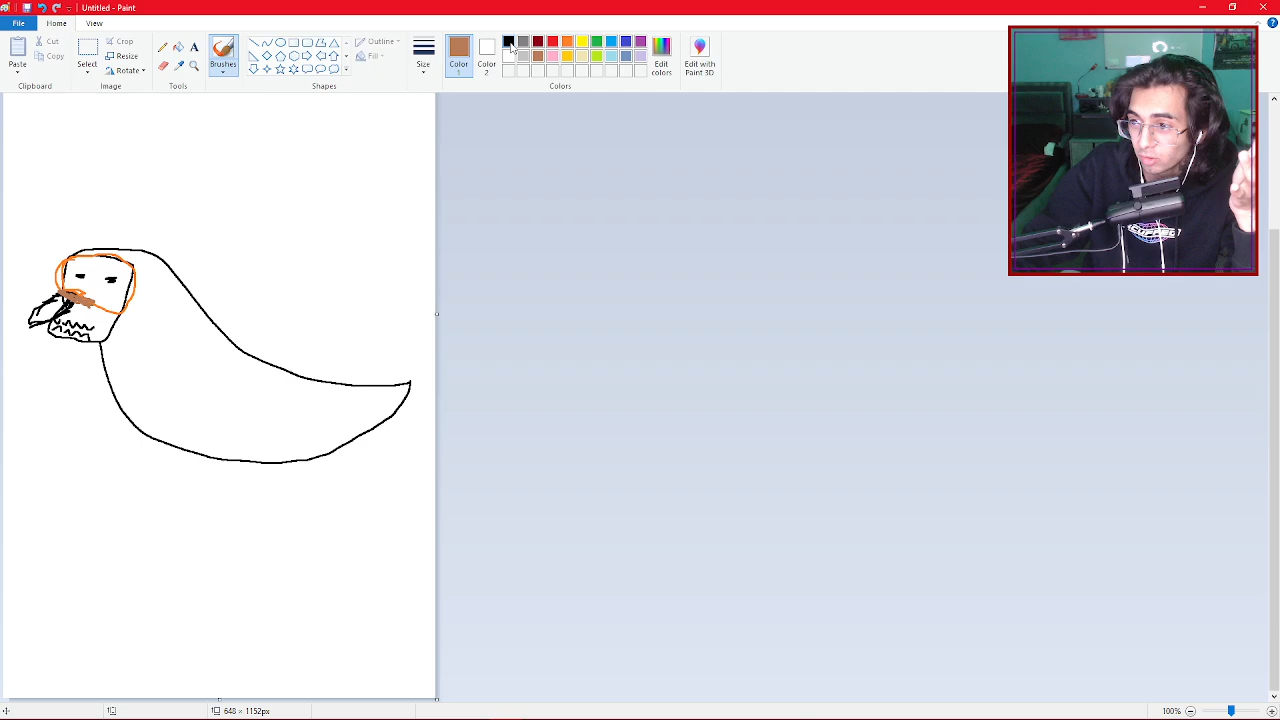 Untitled - Paint
File
Home
View
Paste
Cut
Copy
Clipboard
Select
Crop
Resize
Rotate
Image
A
Tools
Brushes
Outline
Fill
Shapes
Size
Color
1
Color
2
Edit
colors
Edit with
Paint 3D
Colors
648 × 1152px
100%